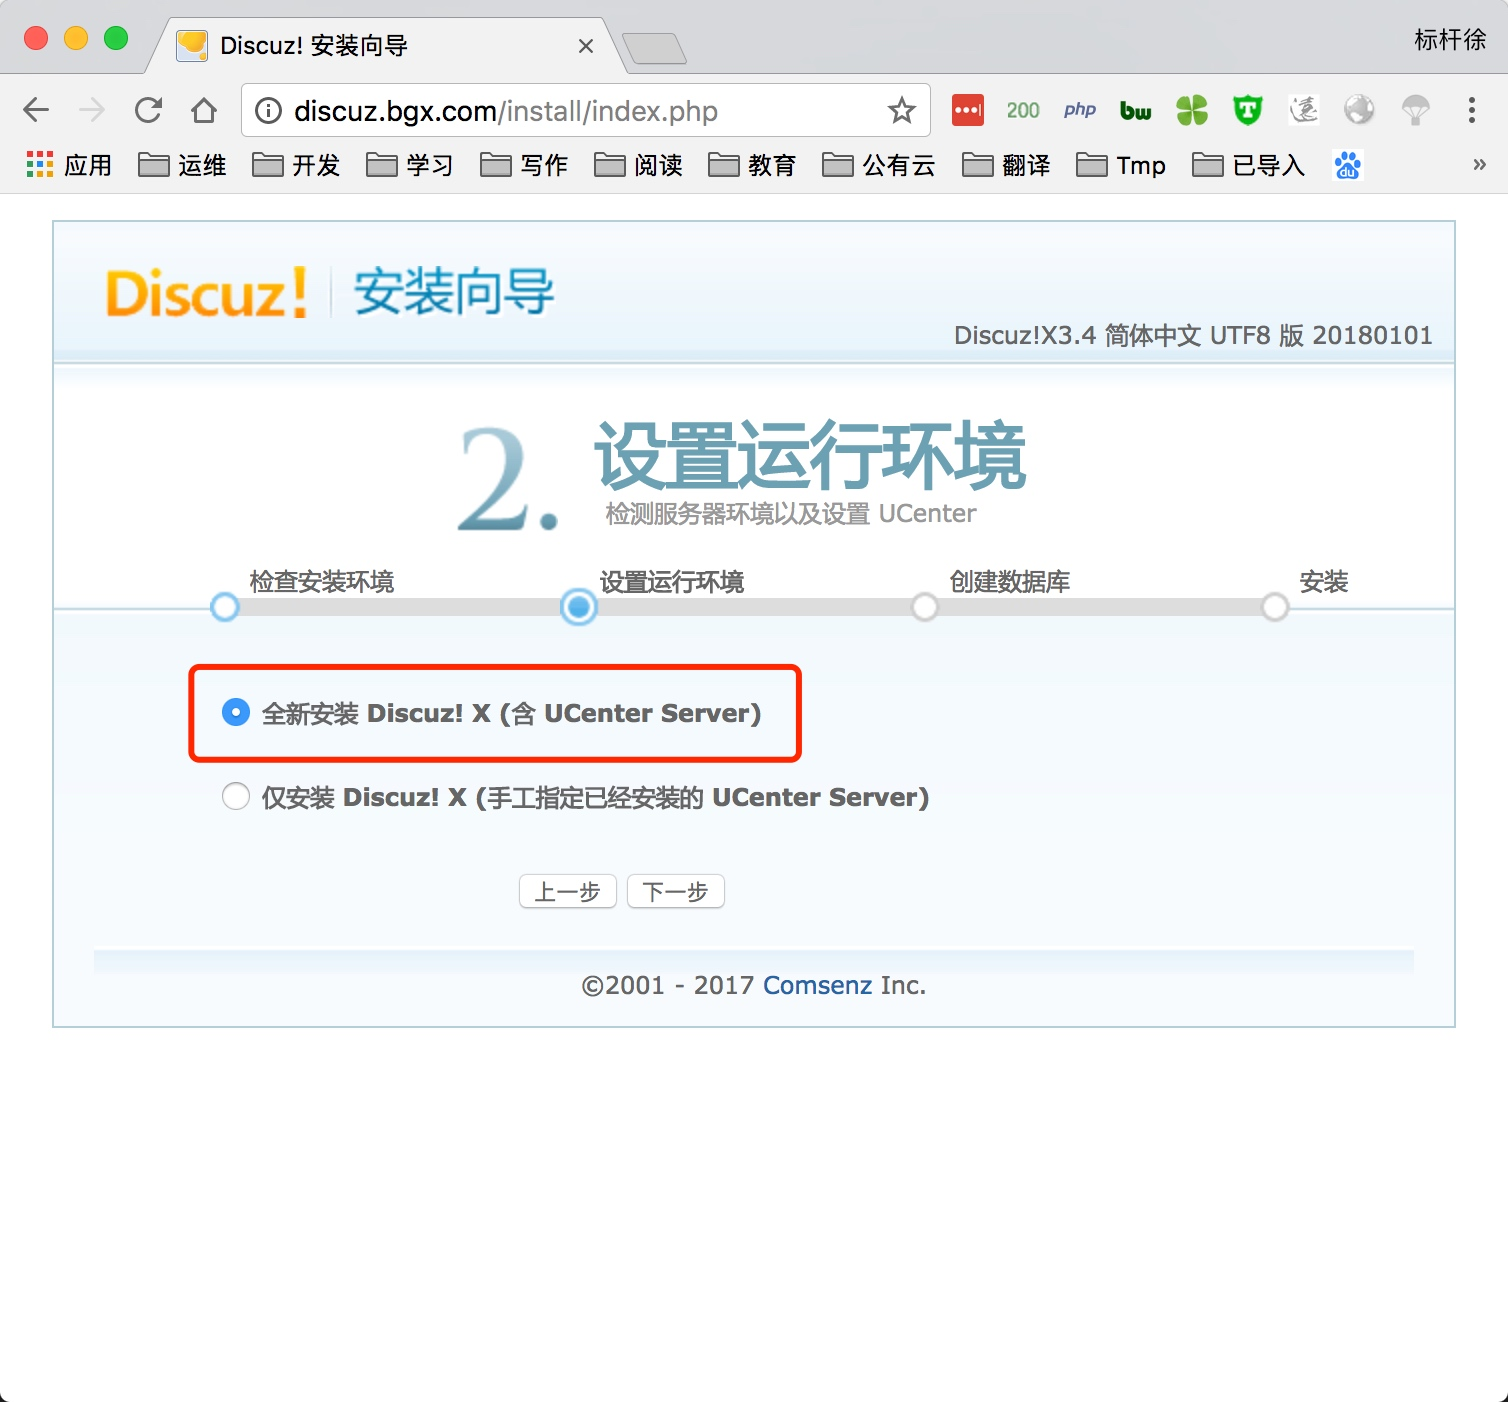 Discuz! 安装向导
标杆徐
discuz.bgx.com/install/index.php
200
php
bw
T
应用 运维 开发 学习 写作 阅读 教育 公有云 翻译 Tmp 已导入 du »
Discuz! 安装向导
Discuz!X3.4 简体中文 UTF8 版 20180101
2. 设置运行环境
检测服务器环境以及设置 UCenter
检查安装环境 设置运行环境 创建数据库 安装
全新安装 Discuz! X (含 UCenter Server)
仅安装 Discuz! X (手工指定已经安装的 UCenter Server)
上一步 下一步
©2001 - 2017 Comsenz Inc.